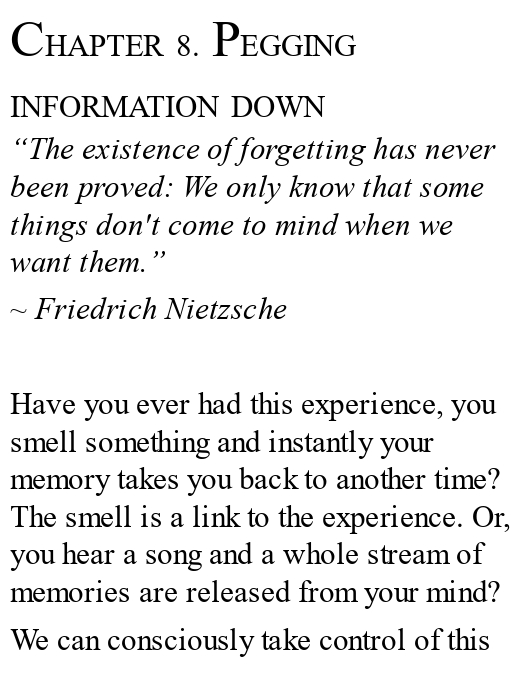 CHAPTER 8. PEGGING
INFORMATION DOWN
“The existence of forgetting has never
been proved: We only know that some
things don't come to mind when we
want them.”
~ Friedrich Nietzsche
Have you ever had this experience, you
smell something and instantly your
memory takes you back to another time?
The smell is a link to the experience. Or,
you hear a song and a whole stream of
memories are released from your mind?
We can consciously take control of this